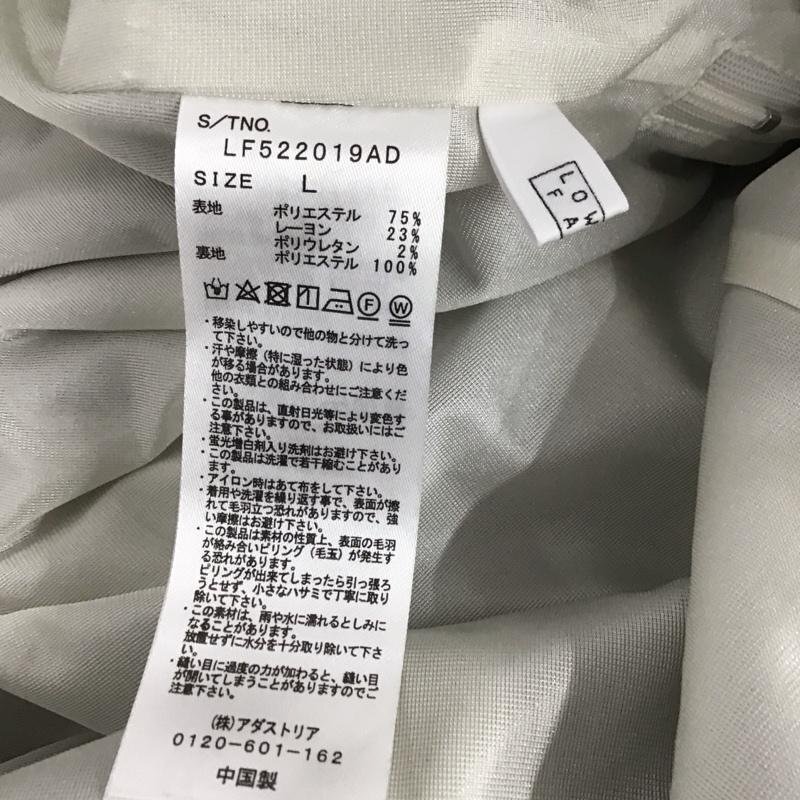 S/TNO.
LF522019AD
SIZE L
表地 ポリエステル 75%
レーヨン 23%
ポリウレタン 2%
裏地 ポリエステル 100%
F W
・移染しやすいので他の物と分けて洗っ
て下さい。
・汗や摩擦（特に湿った状態）により色
が移る場合があります。
他の衣類との組み合わせにご注意くだ
さい。
・この製品は、直射日光等により変色す
る事がありますので、お取扱いにはご
注意下さい。
・蛍光増白剤入り洗剤はお避け下さい。
・この製品は洗濯で若干縮むことがあり
ます。
・アイロン時はあて布をして下さい。
・着用や洗濯を繰り返す事で、表面が擦
れて毛羽立つ恐れがありますので、強
い摩擦はお避け下さい。
・この製品は素材の性質上、表面の毛羽
が絡み合いピリング（毛玉）が発生す
る恐れがあります。
ピリングが出来てしまったら引っ張ろ
うとせず、小さなハサミで丁寧に取り
除いて下さい。
・この素材は、雨や水に濡れるとしみに
なることがあります。
放置せずに水分を十分取り除いて下さ
い。
・縫い目に過度の力が加わると、縫い目
が開いてしまうことがありますのでご
注意下さい。
(株)アダストリア
0120-601-162
中国製
LOW
FA